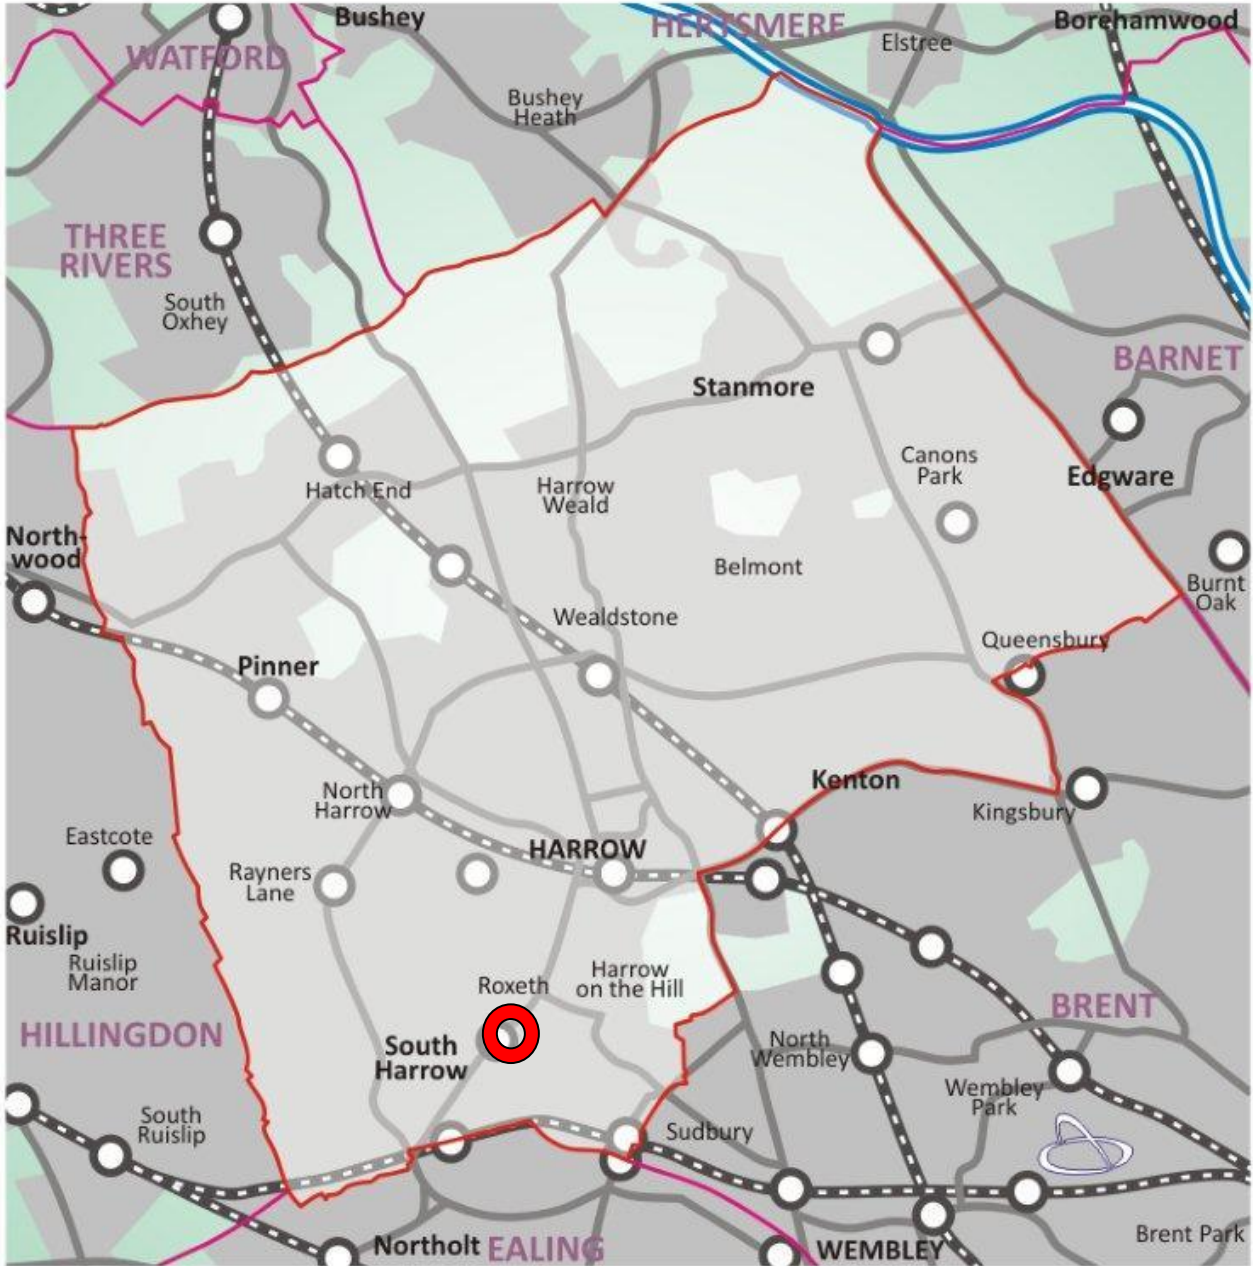 Bushey
HERTSMERE
Borehamwood
WATFORD
Elstree
Bushey
Heath
THREE
RIVERS
South
Oxhey
BARNET
Stanmore
Canons
Park
Edgware
Hatch End
Harrow
Weald
North-
wood
Belmont
Burnt
Oak
Wealdstone
Queensbury
Pinner
Kenton
North
Harrow
Kingsbury
Eastcote
HARROW
Rayners
Lane
Ruislip
Ruislip
Manor
Roxeth
Harrow
on the Hill
BRENT
HILLINGDON
South
Harrow
North
Wembley
Wembley
Park
South
Ruislip
Sudbury
Northolt
EALING
WEMBLEY
Brent Park